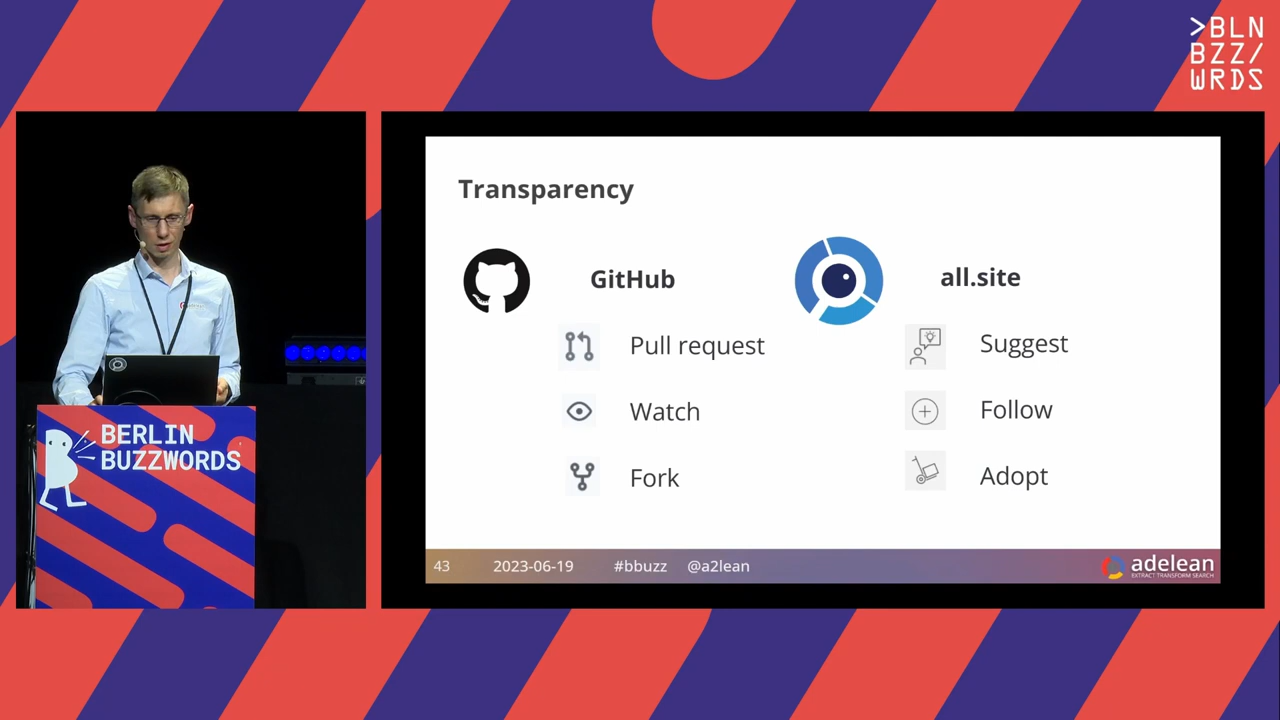 >BLN
BZZ/
WRDS
BERLIN
BUZZWORDS
Transparency
GitHub
all.site
Pull request
Suggest
Watch
Follow
Fork
Adopt
43 2023-06-19 #bbuzz @a2lean
adelean
EXTRACT TRANSFORM SEARCH